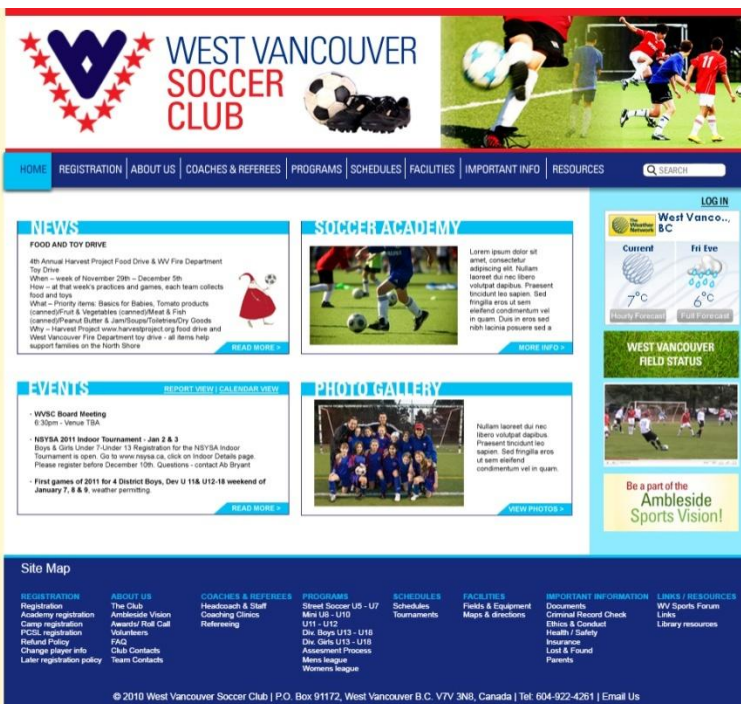 WEST VANCOUVER
SOCCER
CLUB
HOME REGISTRATION ABOUT US COACHES & REFEREES PROGRAMS SCHEDULES FACILITIES IMPORTANT INFO RESOURCES SEARCH
LOG IN
NEWS
FOOD AND TOY DRIVE
4th Annual Harvest Project Food Drive & WV Fire Department
Toy Drive
When – week of November 29th – December 5th
How – at that week's practices and games, each team collects
food and toys
What – Priority items: Basics for Babies, Tomato products
(canned)/Fruit & Vegetables (canned)/Meat & Fish
(canned)/Peanut Butter & Jam/Soups/Toiletries/Dry Goods
Why – Harvest Project www.harvestproject.org food drive and
West Vancouver Fire Department toy drive - all items help
support families on the North Shore
READ MORE >
SOCCER ACADEMY
Lorem ipsum dolor sit
amet, consectetur
adipiscing elit. Nullam
laoreet dui nec libero
volutpat dapibus. Praesent
tincidunt leo sapien. Sed
fringilla eros ut sem
eleifend condimentum vel
in quam. Duis in eros sed
nibh lacinia posuere sed a
MORE INFO >
The Weather Network
West Vanco..,
BC
Current Fri Eve
7°C 6°C
Hourly Forecast Full Forecast
WEST VANCOUVER
FIELD STATUS
EVENTS
REPORT VIEW | CALENDAR VIEW
- WVSC Board Meeting
6:30pm - Venue TBA
- NSYSA 2011 Indoor Tournament - Jan 2 & 3
Boys & Girls Under 7-Under 13 Registration for the NSYSA Indoor
Tournament is open. Go to www.nsysa.ca, click on Indoor Details page.
Please register before December 10th. Questions - contact Ab Bryant
- First games of 2011 for 4 District Boys, Dev U 11& U12-18 weekend of
January 7, 8 & 9, weather permitting.
READ MORE >
PHOTO GALLERY
Nullam laoreet dui nec
libero volutpat dapibus.
Praesent tincidunt leo
sapien. Sed fringilla eros
ut sem eleifend
condimentum vel in quam.
VIEW PHOTOS >
Be a part of the
Ambleside
Sports Vision!
Site Map
REGISTRATION
Registration
Academy registration
Camp registration
PCSL registration
Refund Policy
Change player info
Later registration policy
ABOUT US
The Club
Ambleside Vision
Awards/ Roll Call
Volunteers
FAQ
Club Contacts
Team Contacts
COACHES & REFEREES
Headcoach & Staff
Coaching Clinics
Refereeing
PROGRAMS
Street Soccer U5 - U7
Mini U8 - U10
U11 - U12
Div. Boys U13 - U18
Div. Girls U13 - U18
Assesment Process
Mens league
Womens league
SCHEDULES
Schedules
Tournaments
FACILITIES
Fields & Equipment
Maps & directions
IMPORTANT INFORMATION
Documents
Criminal Record Check
Ethics & Conduct
Health / Safety
Insurance
Lost & Found
Parents
LINKS / RESOURCES
WV Sports Forum
Links
Library resources
© 2010 West Vancouver Soccer Club | P.O. Box 91172, West Vancouver B.C. V7V 3N8, Canada | Tel: 604-922-4261 | Email Us